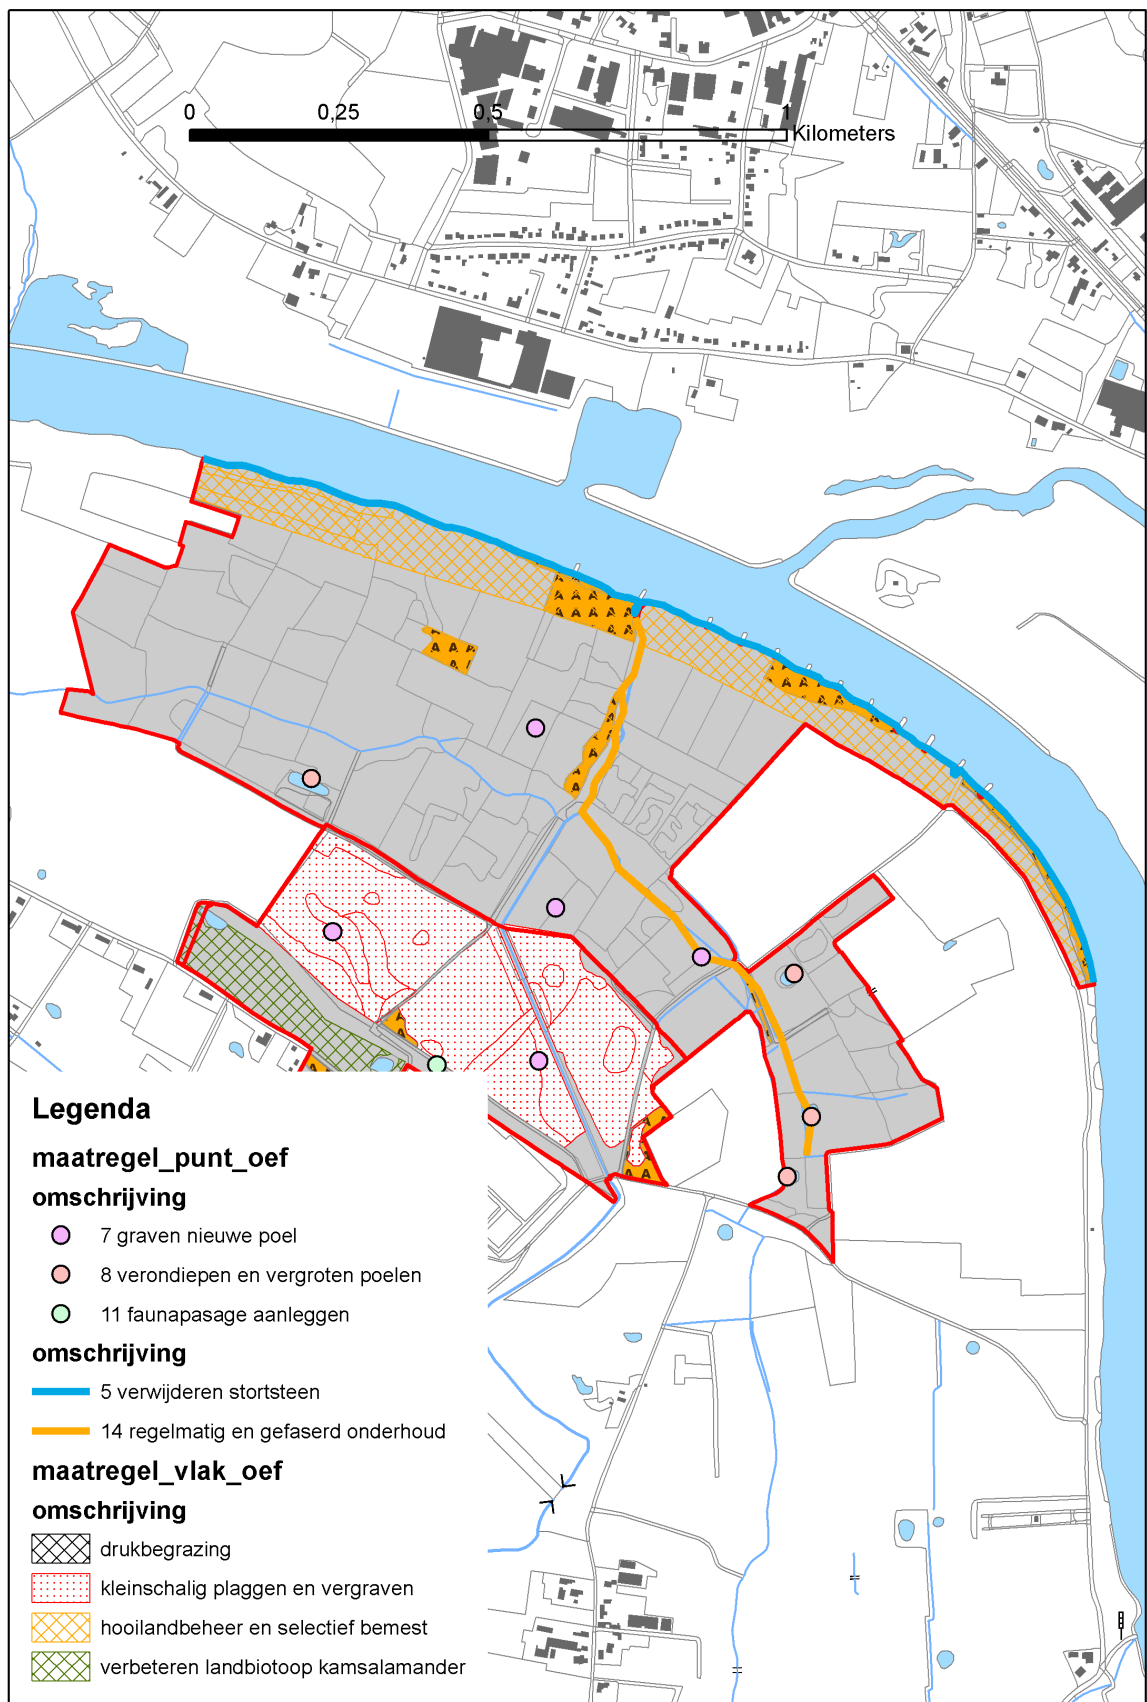 0 0,25 0,5 1
Kilometers
Legenda
maatregel_punt_oef
omschrijving
7 graven nieuwe poel
8 verondiepen en vergroten poelen
11 faunapasage aanleggen
omschrijving
5 verwijderen stortsteen
14 regelmatig en gefaserd onderhoud
maatregel_vlak_oef
omschrijving
drukbegrazing
kleinschalig plaggen en vergraven
hooilandbeheer en selectief bemest
verbeteren landbiotoop kamsalamander